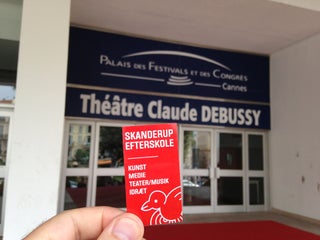 PALAIS DES FESTIVALS ET DES CONGRÈS
Cannes
Théâtre Claude DEBUSSY
SKANDERUP
EFTERSKOLE
KUNST
MEDIE
TEATER/MUSIK
IDRÆT